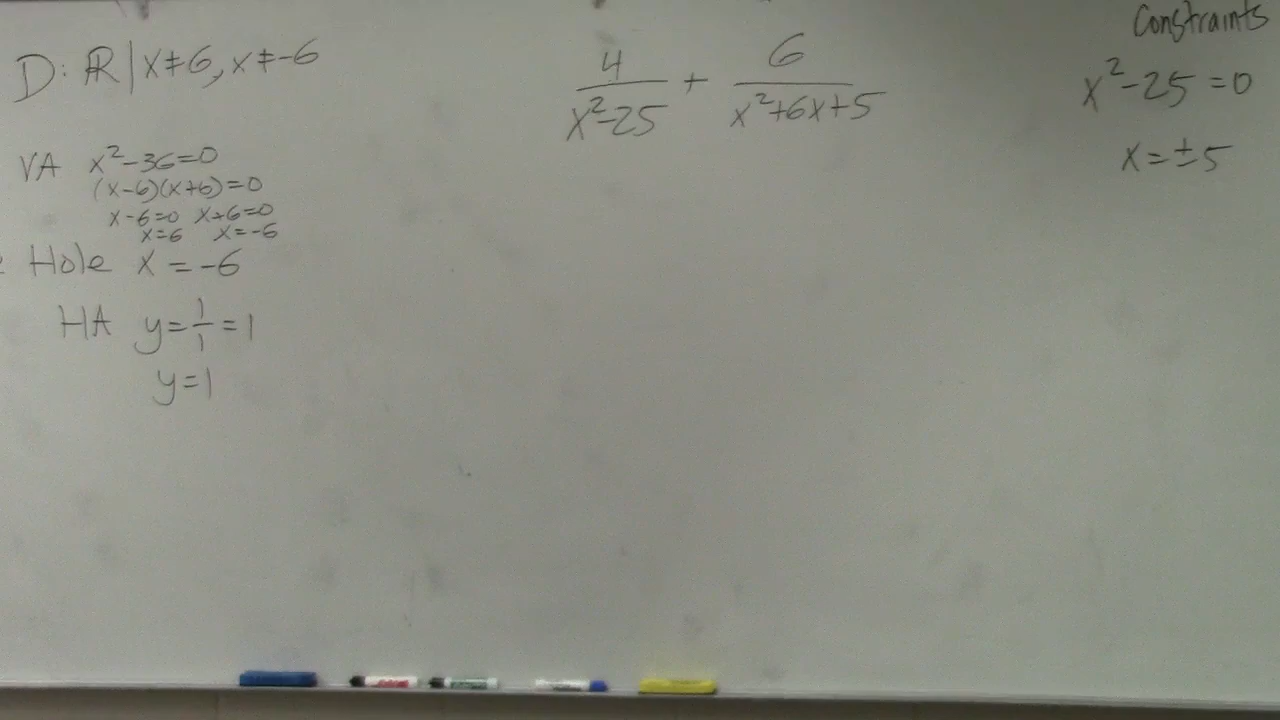 D: ℝ | x≠6, x≠-6
VA x²-36=0
(x-6)(x+6)=0
x-6=0 x+6=0
x=6 x=-6
Hole x = -6
HA y=1/1=1
y=1
4/(x²-25) + 6/(x²+6x+5)
Constraints
x²-25=0
x=±5